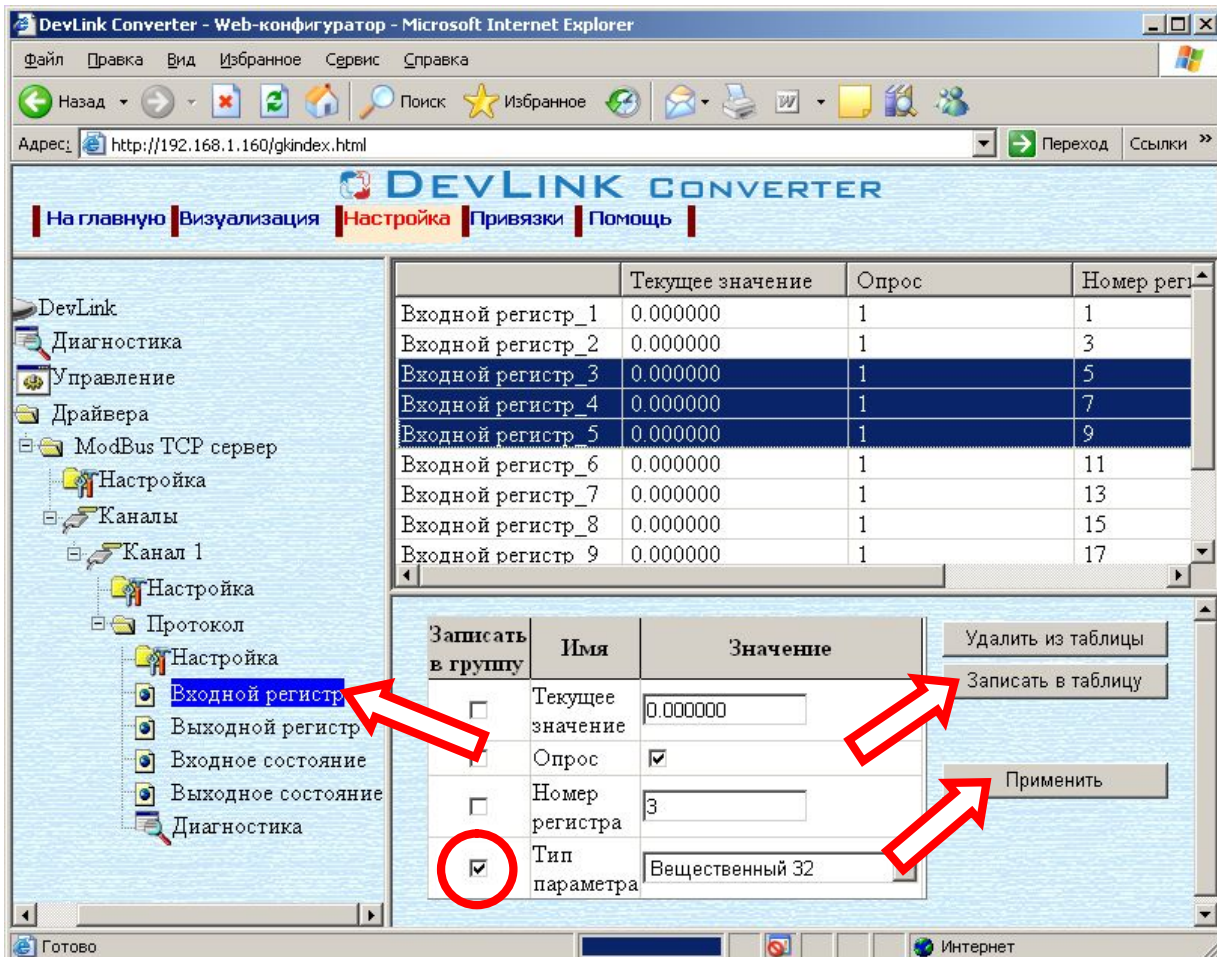 DevLink Converter - Web-конфигуратор - Microsoft Internet Explorer
Файл Правка Вид Избранное Сервис Справка
Назад Поиск Избранное
Адрес: http://192.168.1.160/gkindex.html Переход Ссылки »
DEVLINK CONVERTER
На главную Визуализация Настройка Привязки Помощь
DevLink
Диагностика
Управление
Драйвера
ModBus TCP сервер
Настройка
Каналы
Канал 1
Настройка
Протокол
Настройка
Входной регистр
Выходной регистр
Входное состояние
Выходное состояние
Диагностика
Текущее значение Опрос Номер реги
Входной регистр_1 0.000000 1 1
Входной регистр_2 0.000000 1 3
Входной регистр_3 0.000000 1 5
Входной регистр_4 0.000000 1 7
Входной регистр_5 0.000000 1 9
Входной регистр_6 0.000000 1 11
Входной регистр_7 0.000000 1 13
Входной регистр_8 0.000000 1 15
Входной регистр_9 0.000000 1 17
Записать в группу Имя Значение
Текущее значение 0.000000
Опрос
Номер регистра 3
Тип параметра Вещественный 32
Удалить из таблицы
Записать в таблицу
Применить
Готово Интернет